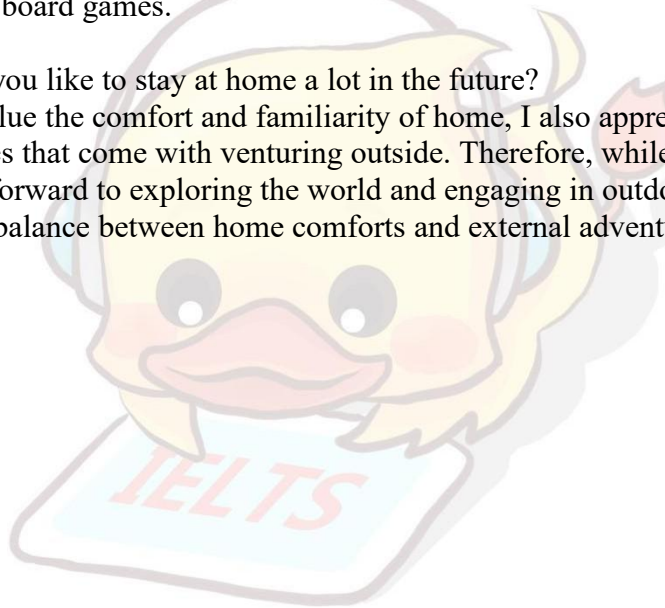 board games.
you like to stay at home a lot in the future?
lue the comfort and familiarity of home, I also appre
s that come with venturing outside. Therefore, while
forward to exploring the world and engaging in outdo
balance between home comforts and external advent
IELTS